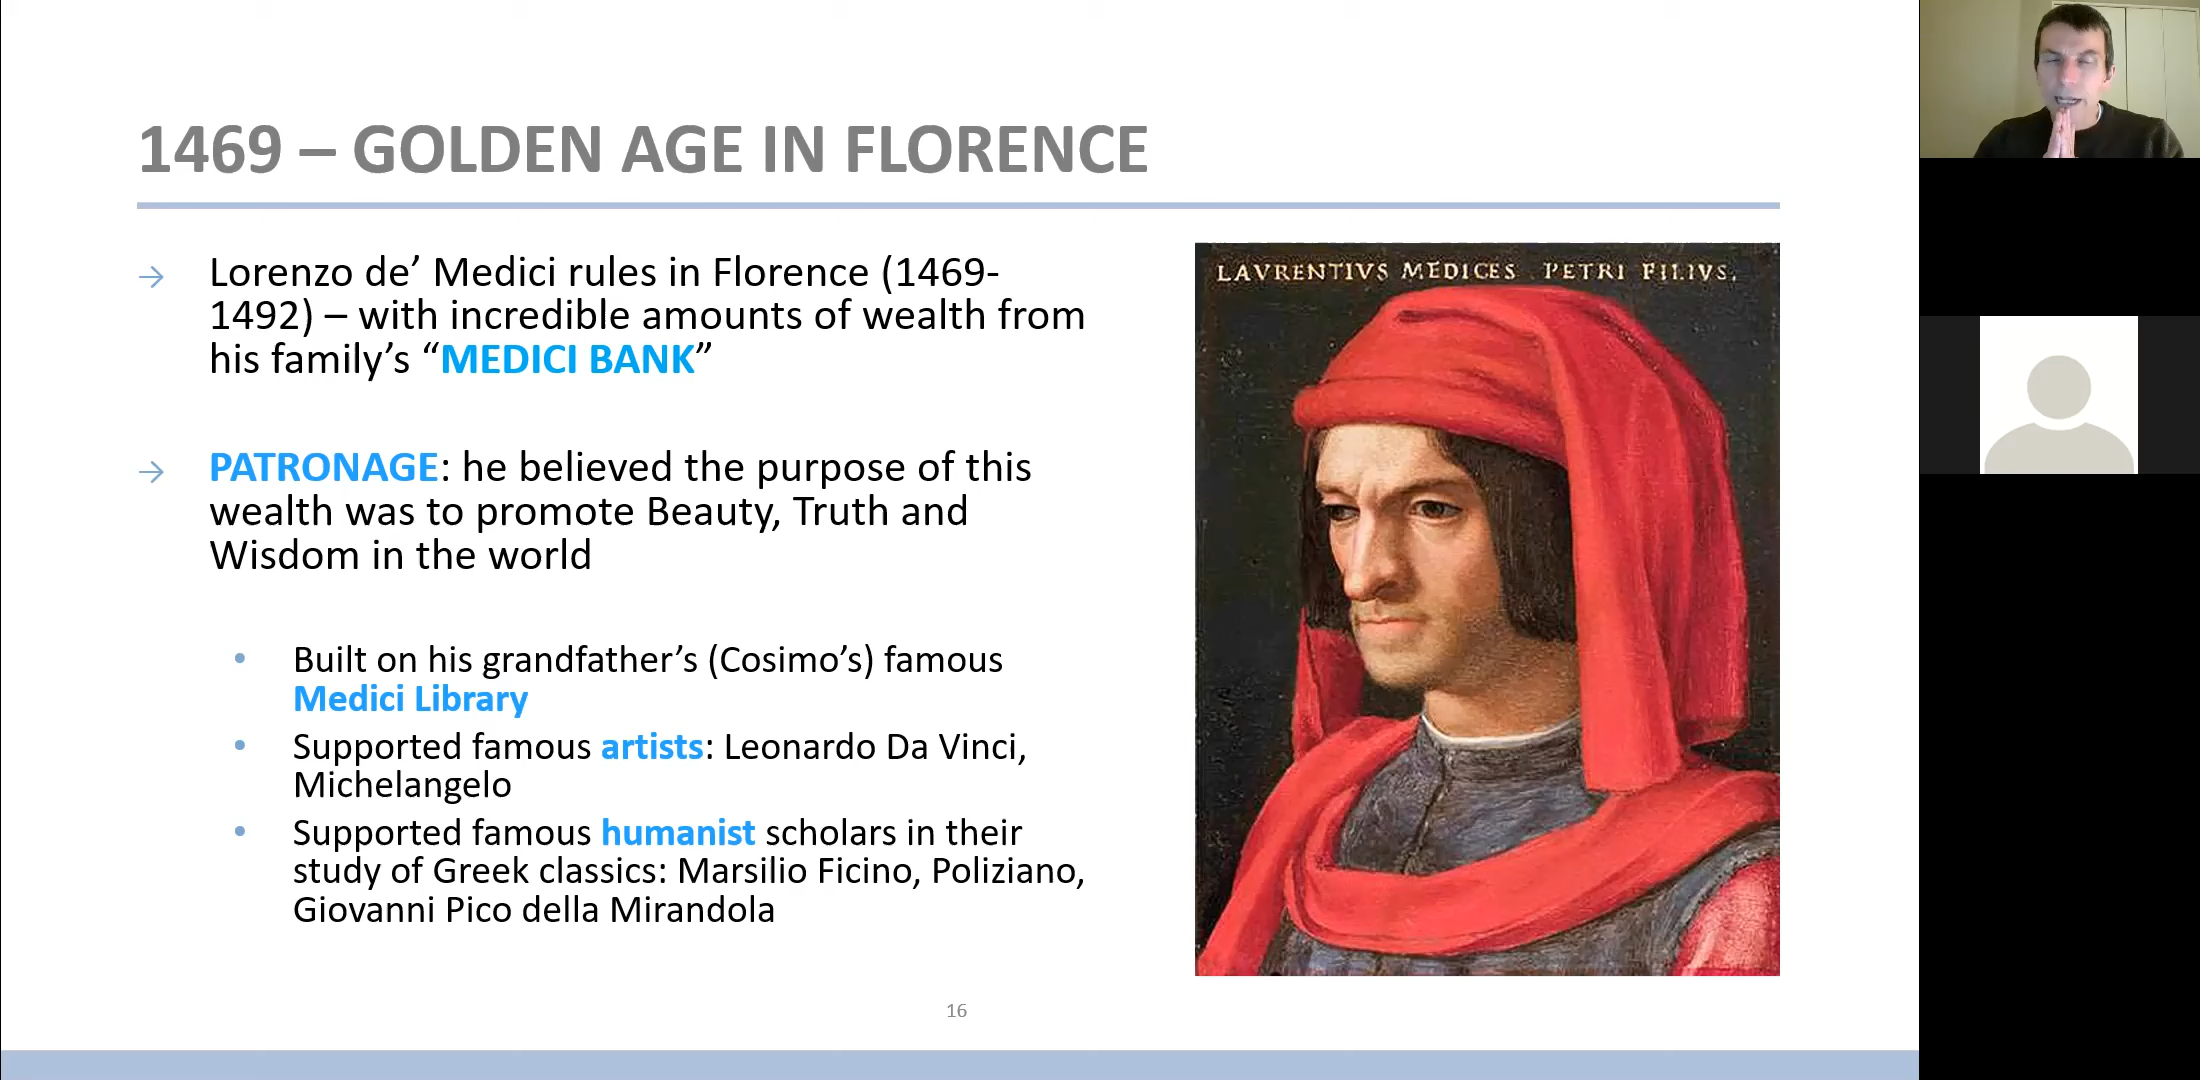 1469 – GOLDEN AGE IN FLORENCE
Lorenzo de’ Medici rules in Florence (1469-
1492) – with incredible amounts of wealth from
his family’s “MEDICI BANK”
PATRONAGE: he believed the purpose of this
wealth was to promote Beauty, Truth and
Wisdom in the world
Built on his grandfather’s (Cosimo’s) famous
Medici Library
Supported famous artists: Leonardo Da Vinci,
Michelangelo
Supported famous humanist scholars in their
study of Greek classics: Marsilio Ficino, Poliziano,
Giovanni Pico della Mirandola
LAVRENTIVS MEDICES PETRI FILIVS.
16